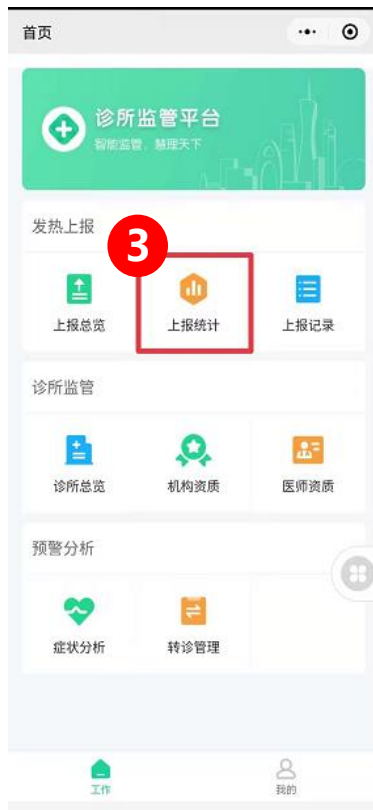 首页
诊所监管平台
智能监管，慧理天下
发热上报
3
上报总览 上报统计 上报记录
诊所监管
诊所总览 机构资质 医师资质
预警分析
症状分析 转诊管理
工作 我的